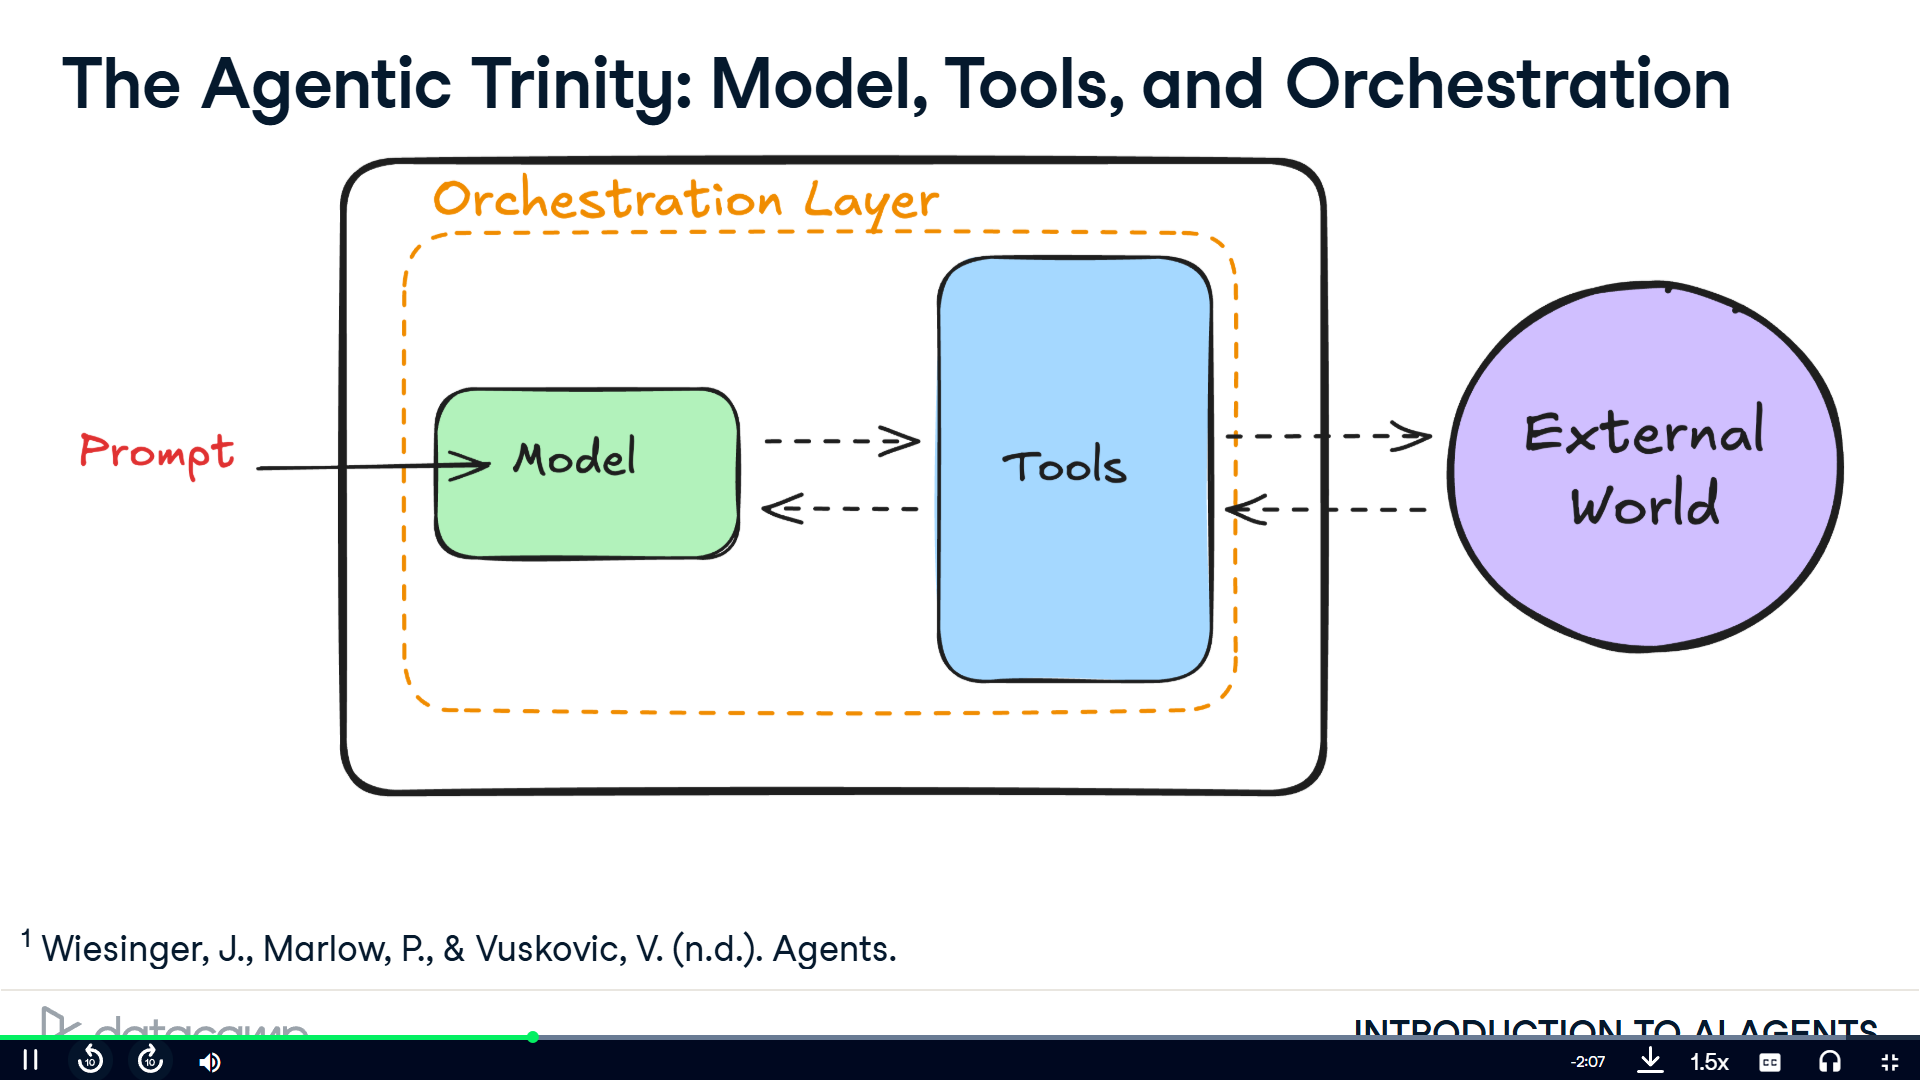 The Agentic Trinity: Model, Tools, and Orchestration
Orchestration Layer
Prompt
Model
Tools
External
World
1 Wiesinger, J., Marlow, P., & Vuskovic, V. (n.d.). Agents.
datacamp
INTRODUCTION TO AI AGENTS
10
10
-2:07
1.5x
CC